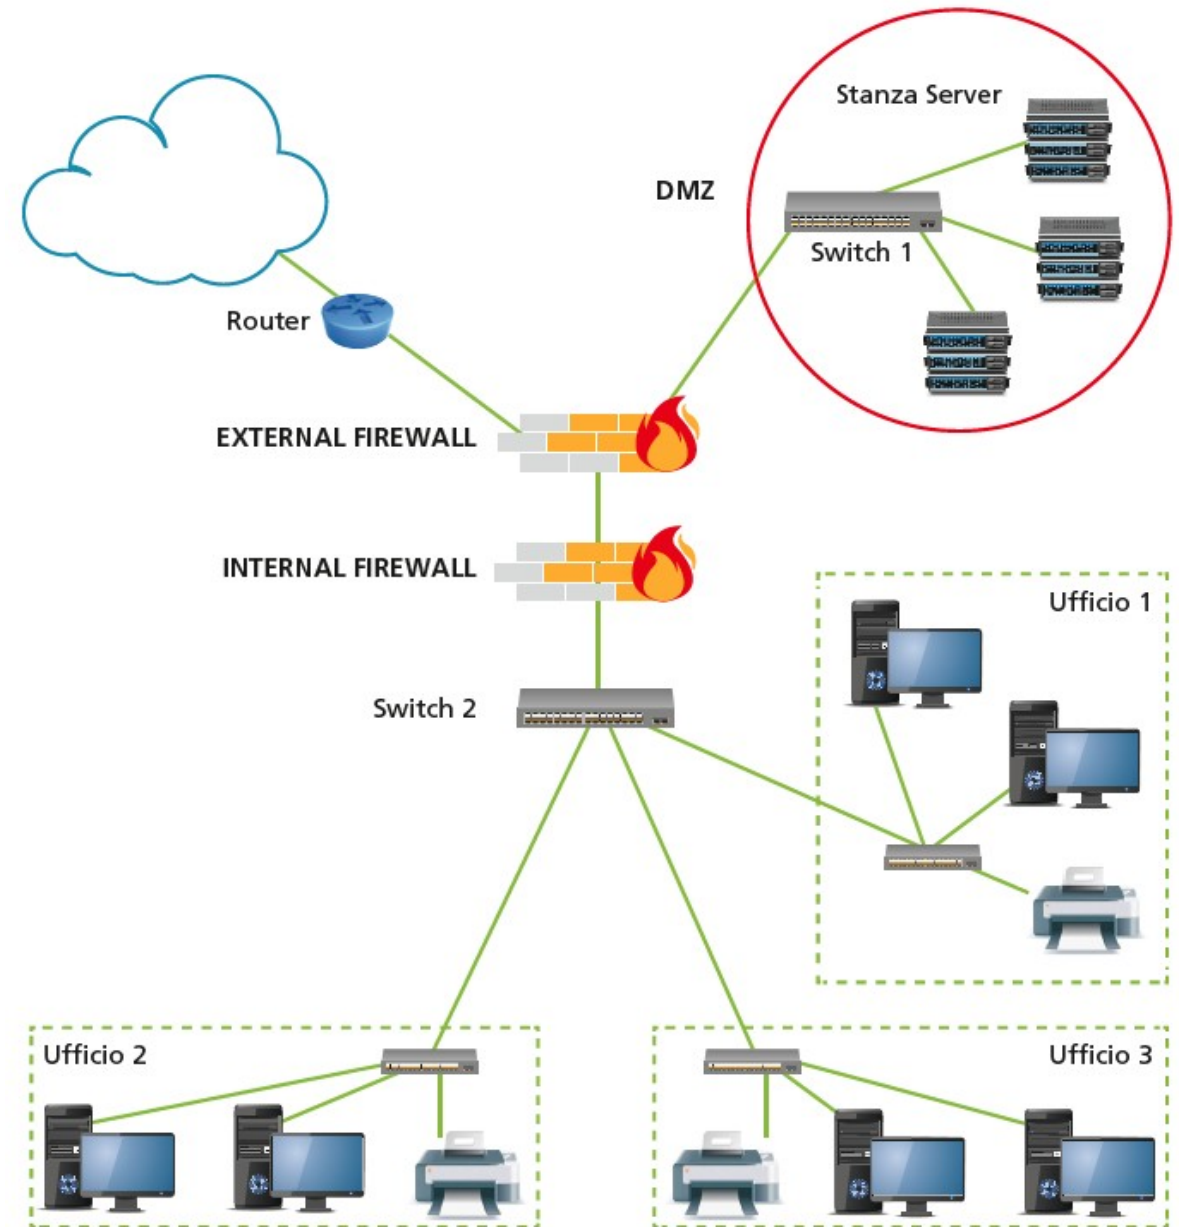 Stanza Server
DMZ
Switch 1
Router
EXTERNAL FIREWALL
INTERNAL FIREWALL
Ufficio 1
Switch 2
Ufficio 2
Ufficio 3